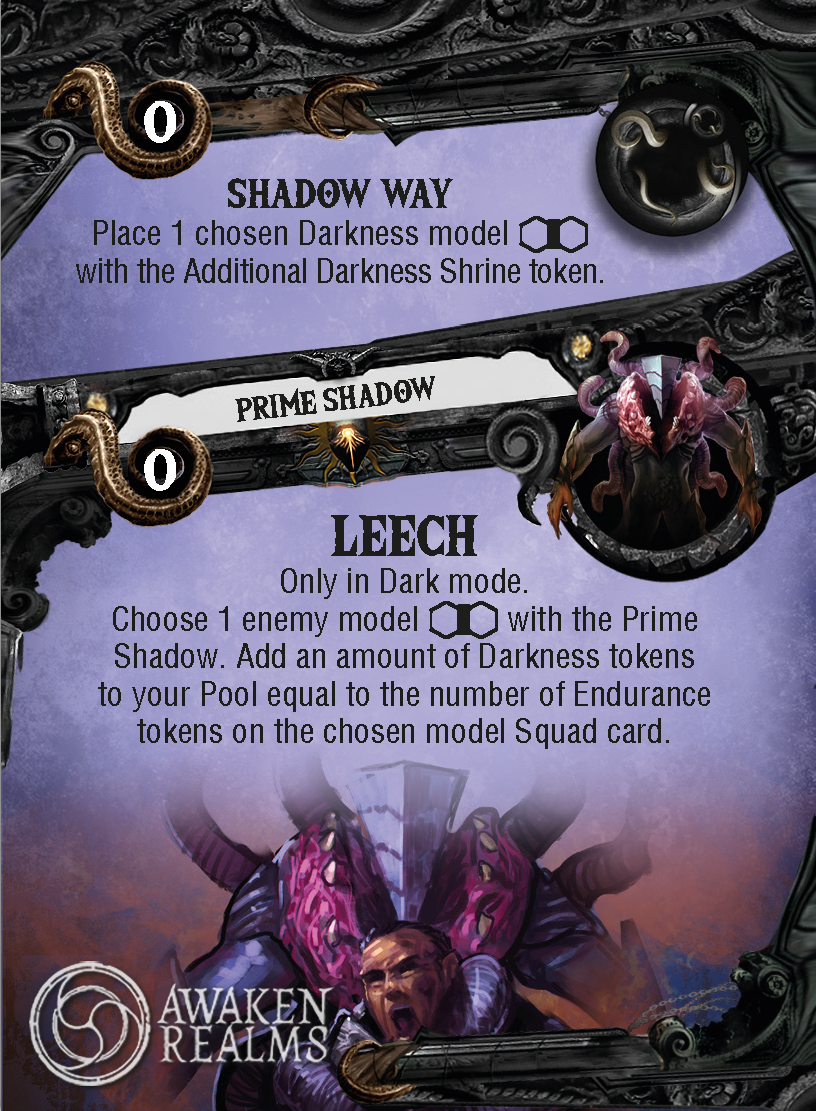 0
SHADOW WAY
Place 1 chosen Darkness model
with the Additional Darkness Shrine token.
PRIME SHADOW
0
LEECH
Only in Dark mode.
Choose 1 enemy model with the Prime
Shadow. Add an amount of Darkness tokens
to your Pool equal to the number of Endurance
tokens on the chosen model Squad card.
AWAKEN
REALMS